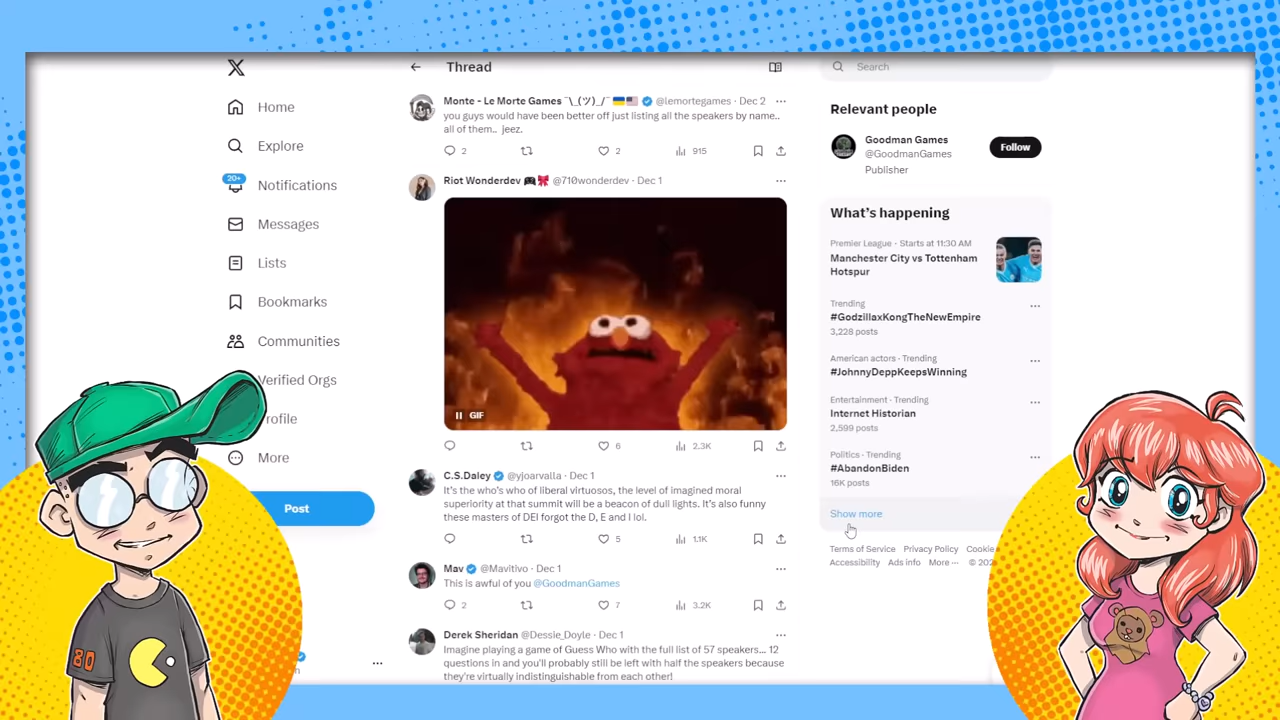 Thread
Search
Home
Explore
20+
Notifications
Messages
Lists
Bookmarks
Communities
Verified Orgs
rofile
More
Post
Monte - Le Morte Games ¯\_(ツ)_/¯ 🇺🇦🇺🇸 @lemortegames · Dec 2
you guys would have been better off just listing all the speakers by name..
all of them.. jeez.
2 2 915
Riot Wonderdev 🎮🎀 @710wonderdev · Dec 1
GIF
6 2.3K
C.S.Daley @yjoarvalla · Dec 1
It's the who's who of liberal virtuosos, the level of imagined moral
superiority at that summit will be a beacon of dull lights. It's also funny
these masters of DEI forgot the D, E and I lol.
5 1.1K
Mav @Mavitivo · Dec 1
This is awful of you @GoodmanGames
2 7 3.2K
Derek Sheridan @Dessie_Doyle · Dec 1
Imagine playing a game of Guess Who with the full list of 57 speakers... 12
questions in and you'll probably still be left with half the speakers because
they're virtually indistinguishable from each other!
Relevant people
Goodman Games
@GoodmanGames
Follow
Publisher
What's happening
Premier League · Starts at 11:30 AM
Manchester City vs Tottenham
Hotspur
Trending
#GodzillaxKongTheNewEmpire
3,228 posts
American actors · Trending
#JohnnyDeppKeepsWinning
Entertainment · Trending
Internet Historian
2,599 posts
Politics · Trending
#AbandonBiden
16K posts
Show more
Terms of Service Privacy Policy Cookie
Accessibility Ads info More ··· © 202
80